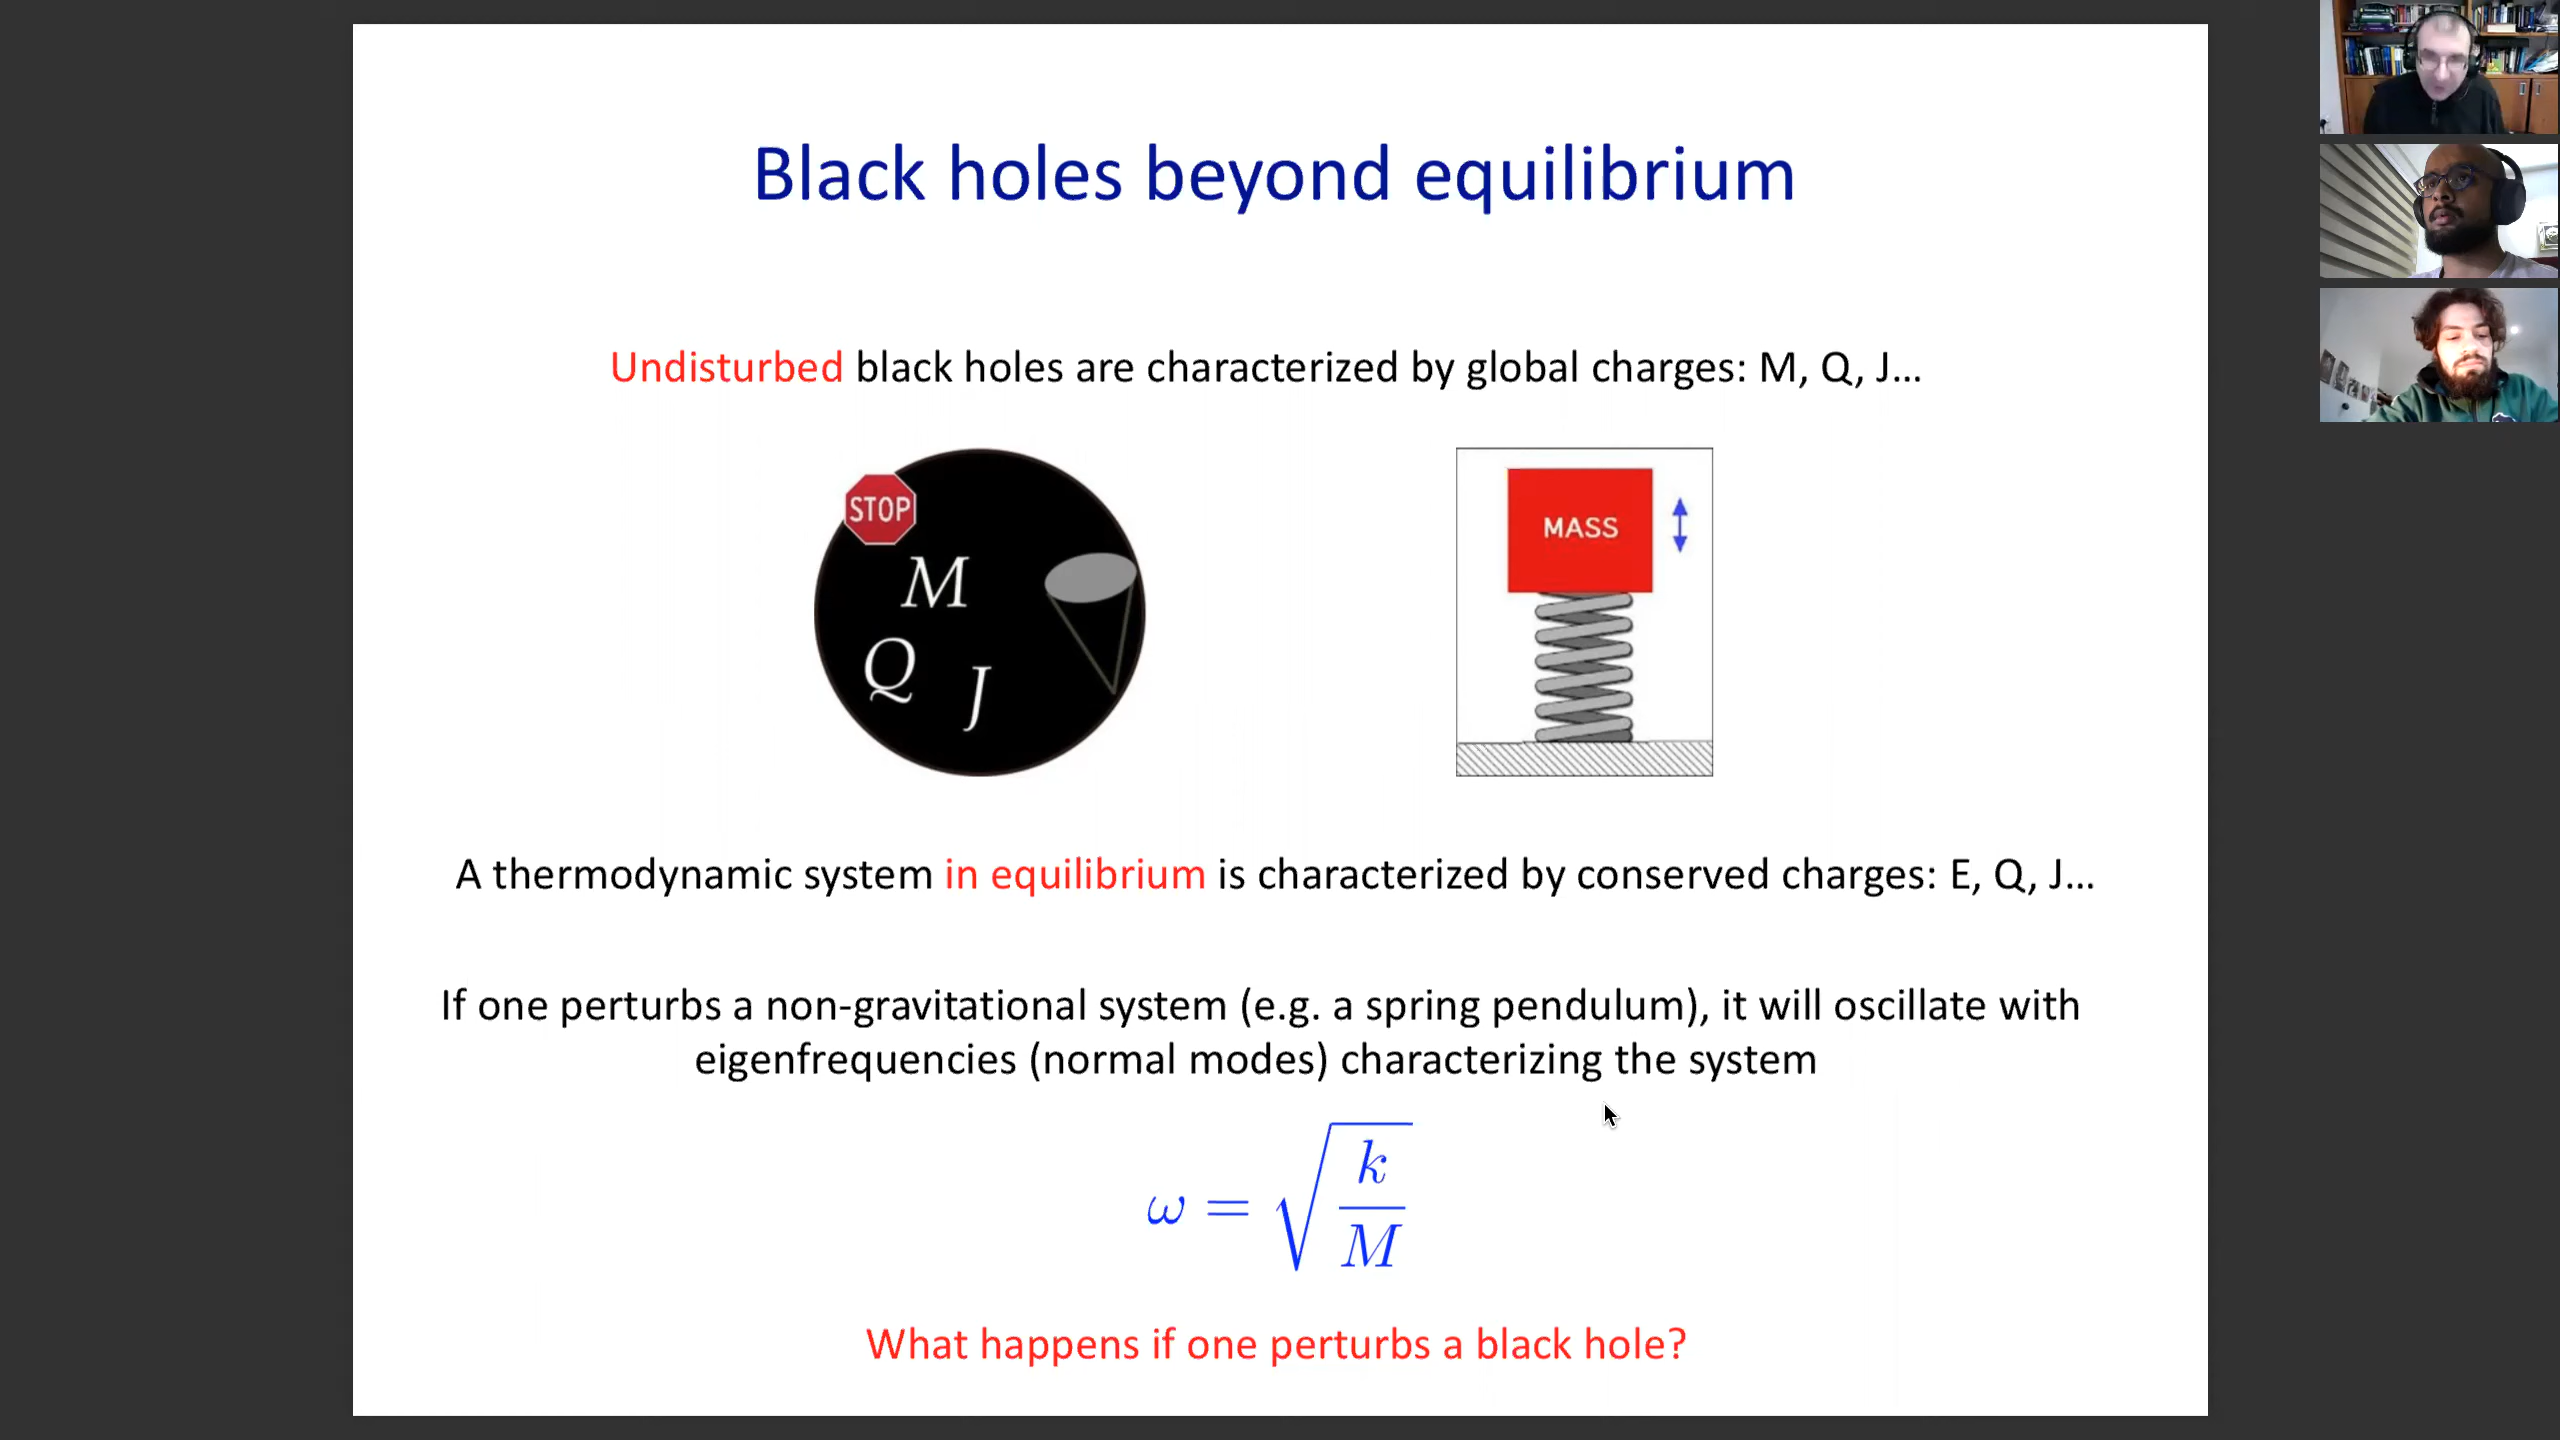 Black holes beyond equilibrium
Undisturbed black holes are characterized by global charges: M, Q, J...
STOP
M
Q
J
MASS
A thermodynamic system in equilibrium is characterized by conserved charges: E, Q, J...
If one perturbs a non-gravitational system (e.g. a spring pendulum), it will oscillate with
eigenfrequencies (normal modes) characterizing the system
ω = √(k/M)
What happens if one perturbs a black hole?